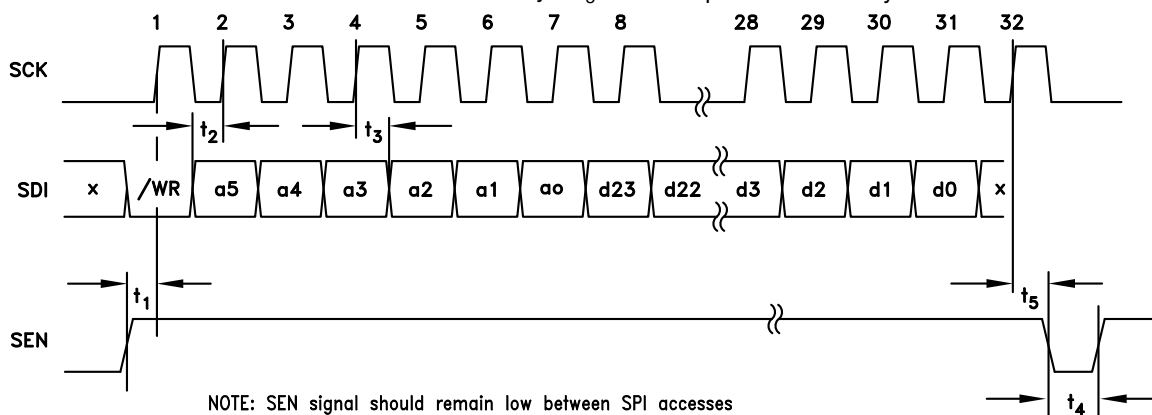 1 2 3 4 5 6 7 8 28 29 30 31 32
SCK
t2 t3
SDI x /WR a5 a4 a3 a2 a1 ao d23 d22 d3 d2 d1 d0 x
t1 t5
SEN
NOTE: SEN signal should remain low between SPI accesses
t4